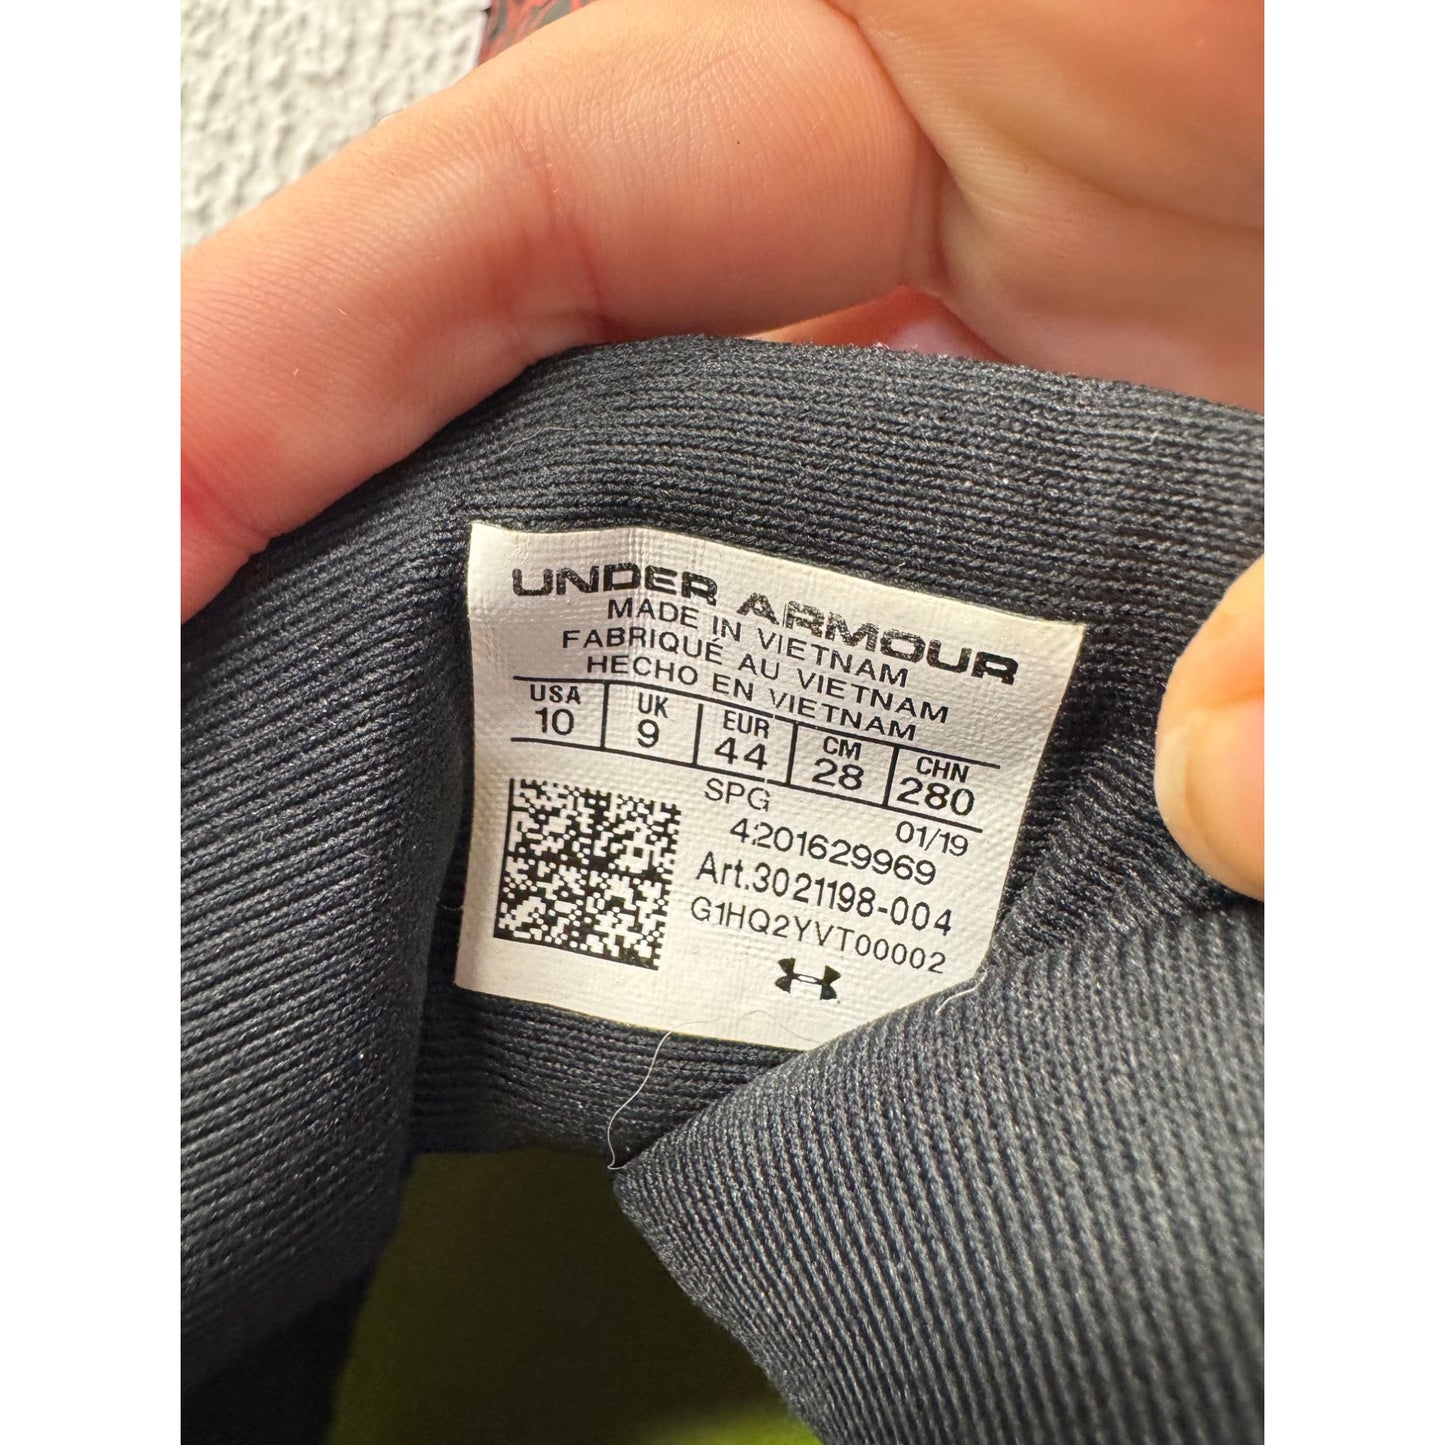 UNDER ARMOUR
MADE IN VIETNAM
FABRIQUÉ AU VIETNAM
HECHO EN VIETNAM
USA UK EUR CM CHN
10 9 44 28 280
SPG 01/19
4201629969
Art.3021198-004
G1HQ2YVT00002